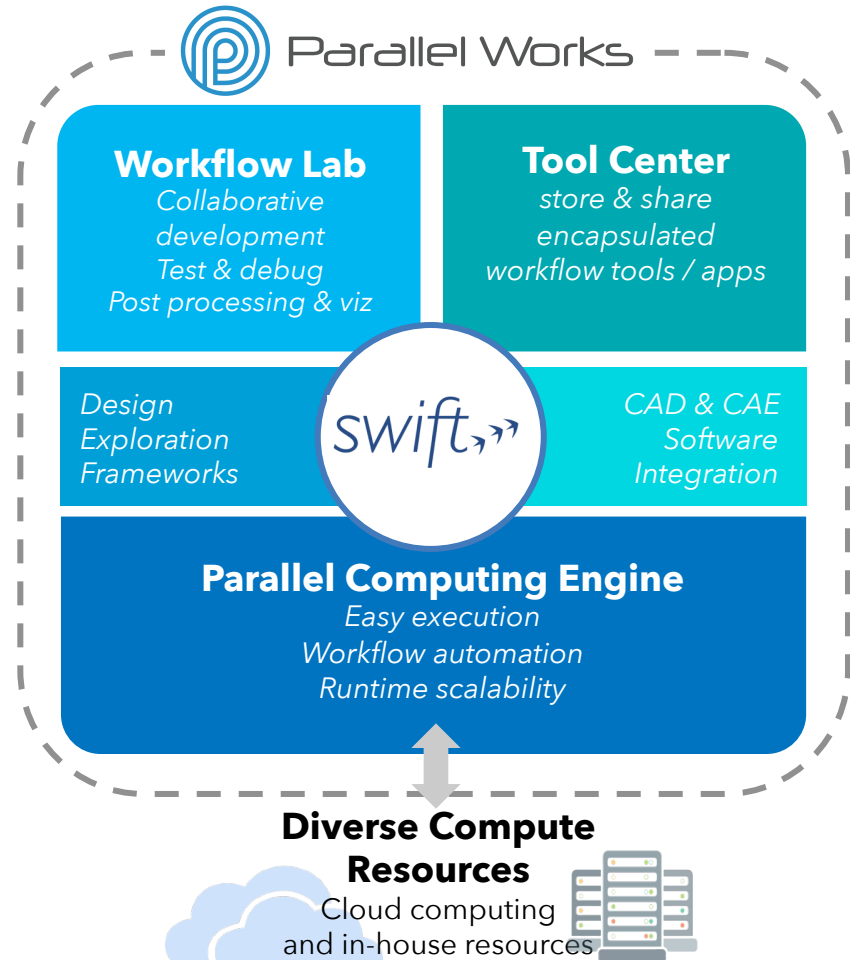 Parallel Works
Workflow Lab
Collaborative
development
Test & debug
Post processing & viz
Tool Center
store & share
encapsulated
workflow tools / apps
Design
Exploration
Frameworks
swift
CAD & CAE
Software
Integration
Parallel Computing Engine
Easy execution
Workflow automation
Runtime scalability
Diverse Compute
Resources
Cloud computing
and in-house resources